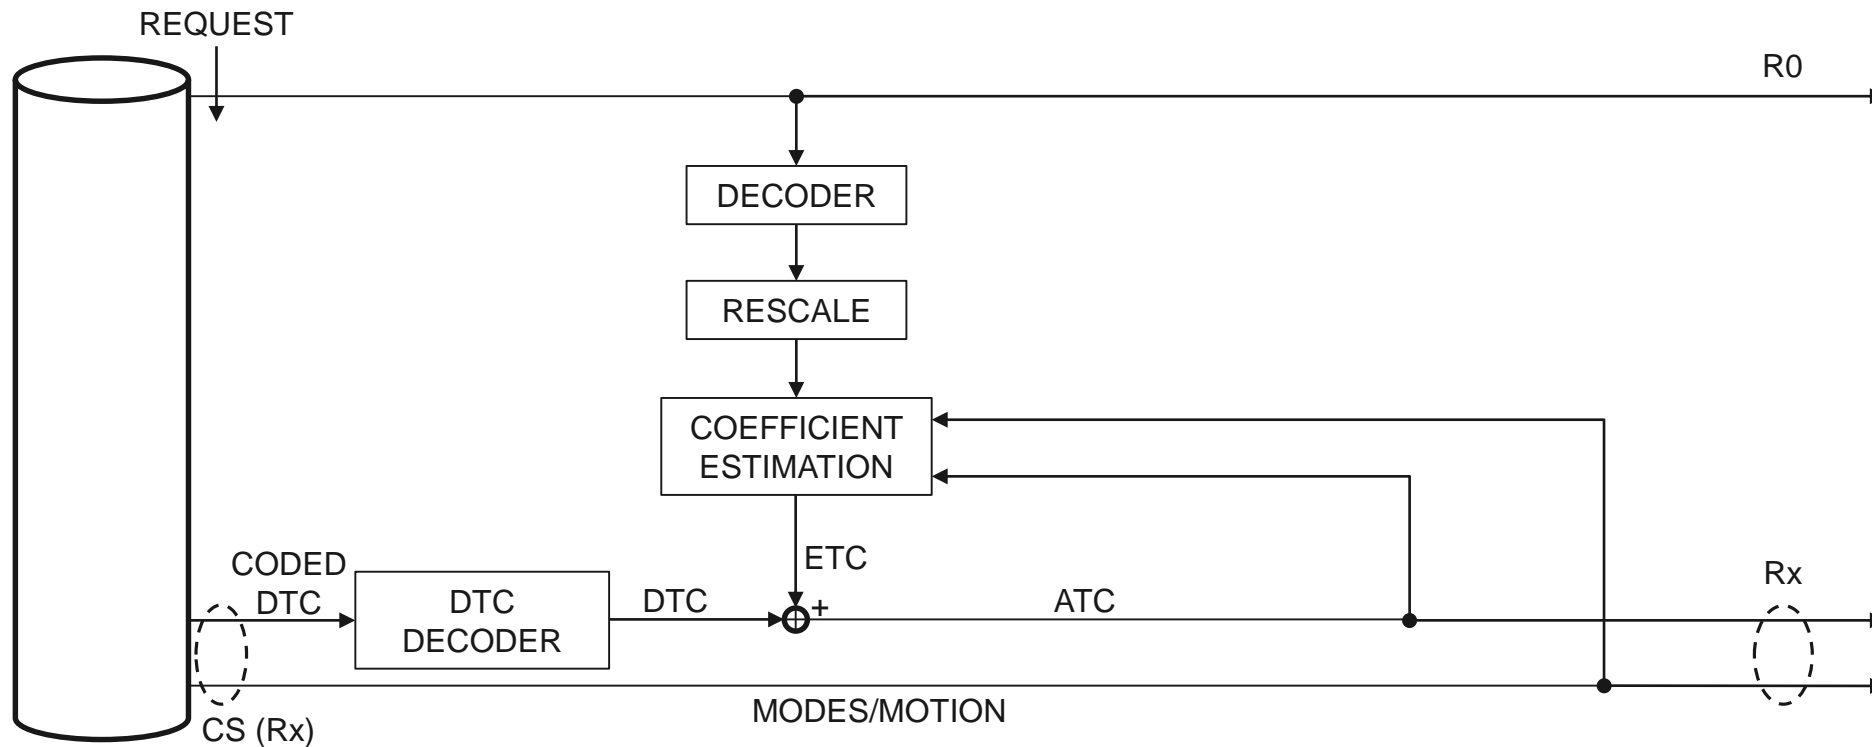 REQUEST
R0
DECODER
RESCALE
COEFFICIENT
ESTIMATION
ETC
CODED
DTC
DTC
DECODER
DTC
+
ATC
Rx
MODES/MOTION
CS (Rx)